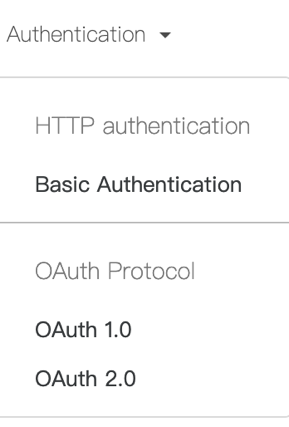 Authentication
HTTP authentication
Basic Authentication
OAuth Protocol
OAuth 1.0
OAuth 2.0